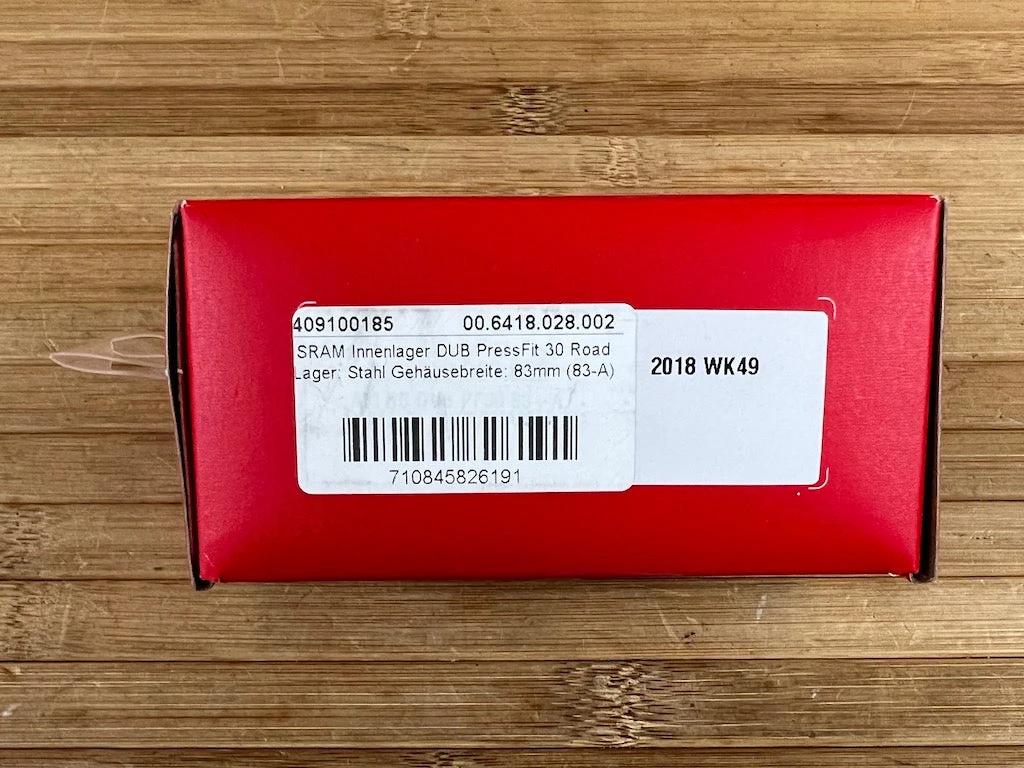 409100185 00.6418.028.002
SRAM Innenlager DUB PressFit 30 Road
Lager: Stahl Gehäusebreite: 83mm (83-A)
710845826191
2018 WK49